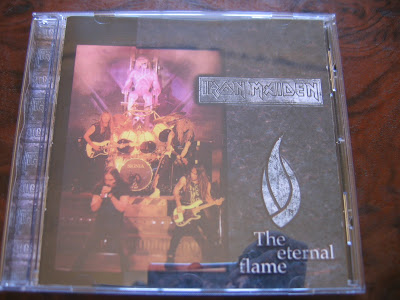 IRON MAIDEN
The
eternal
flame